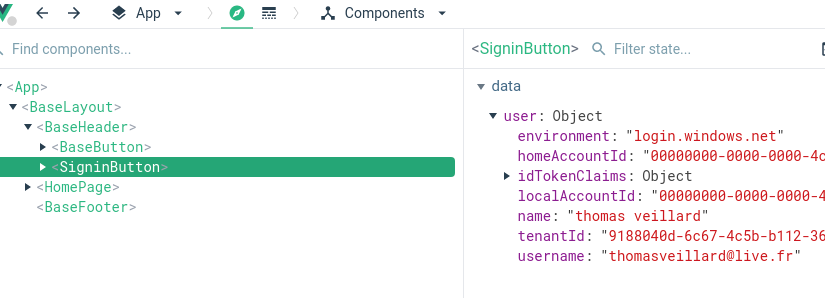 App Components
Find components...
<App>
<BaseLayout>
<BaseHeader>
<BaseButton>
<SigninButton>
<HomePage>
<BaseFooter>
<SigninButton> Filter state...
data
user: Object
environment: "login.windows.net"
homeAccountId: "00000000-0000-0000-4c
idTokenClaims: Object
localAccountId: "00000000-0000-0000-4
name: "thomas veillard"
tenantId: "9188040d-6c67-4c5b-b112-36
username: "thomasveillard@live.fr"